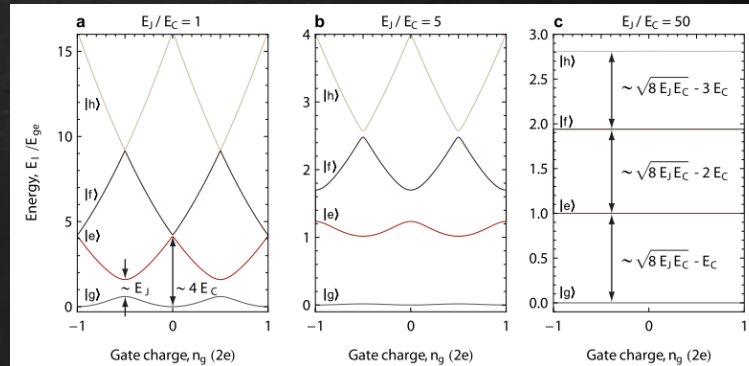 a E_J / E_C = 1
b E_J / E_C = 5
c E_J / E_C = 50
Energy, E_l / E_ge
15
10
5
0
|h⟩
|f⟩
|e⟩
|g⟩
~ E_J
~ 4 E_C
-1 0 1
Gate charge, n_g (2e)
4
3
2
1
0
|h⟩
|f⟩
|e⟩
|g⟩
-1 0 1
Gate charge, n_g (2e)
3.0
2.5
2.0
1.5
1.0
0.5
0.0
|h⟩
|f⟩
|e⟩
|g⟩
~ √8 E_J E_C - 3 E_C
~ √8 E_J E_C - 2 E_C
~ √8 E_J E_C - E_C
-1 0 1
Gate charge, n_g (2e)